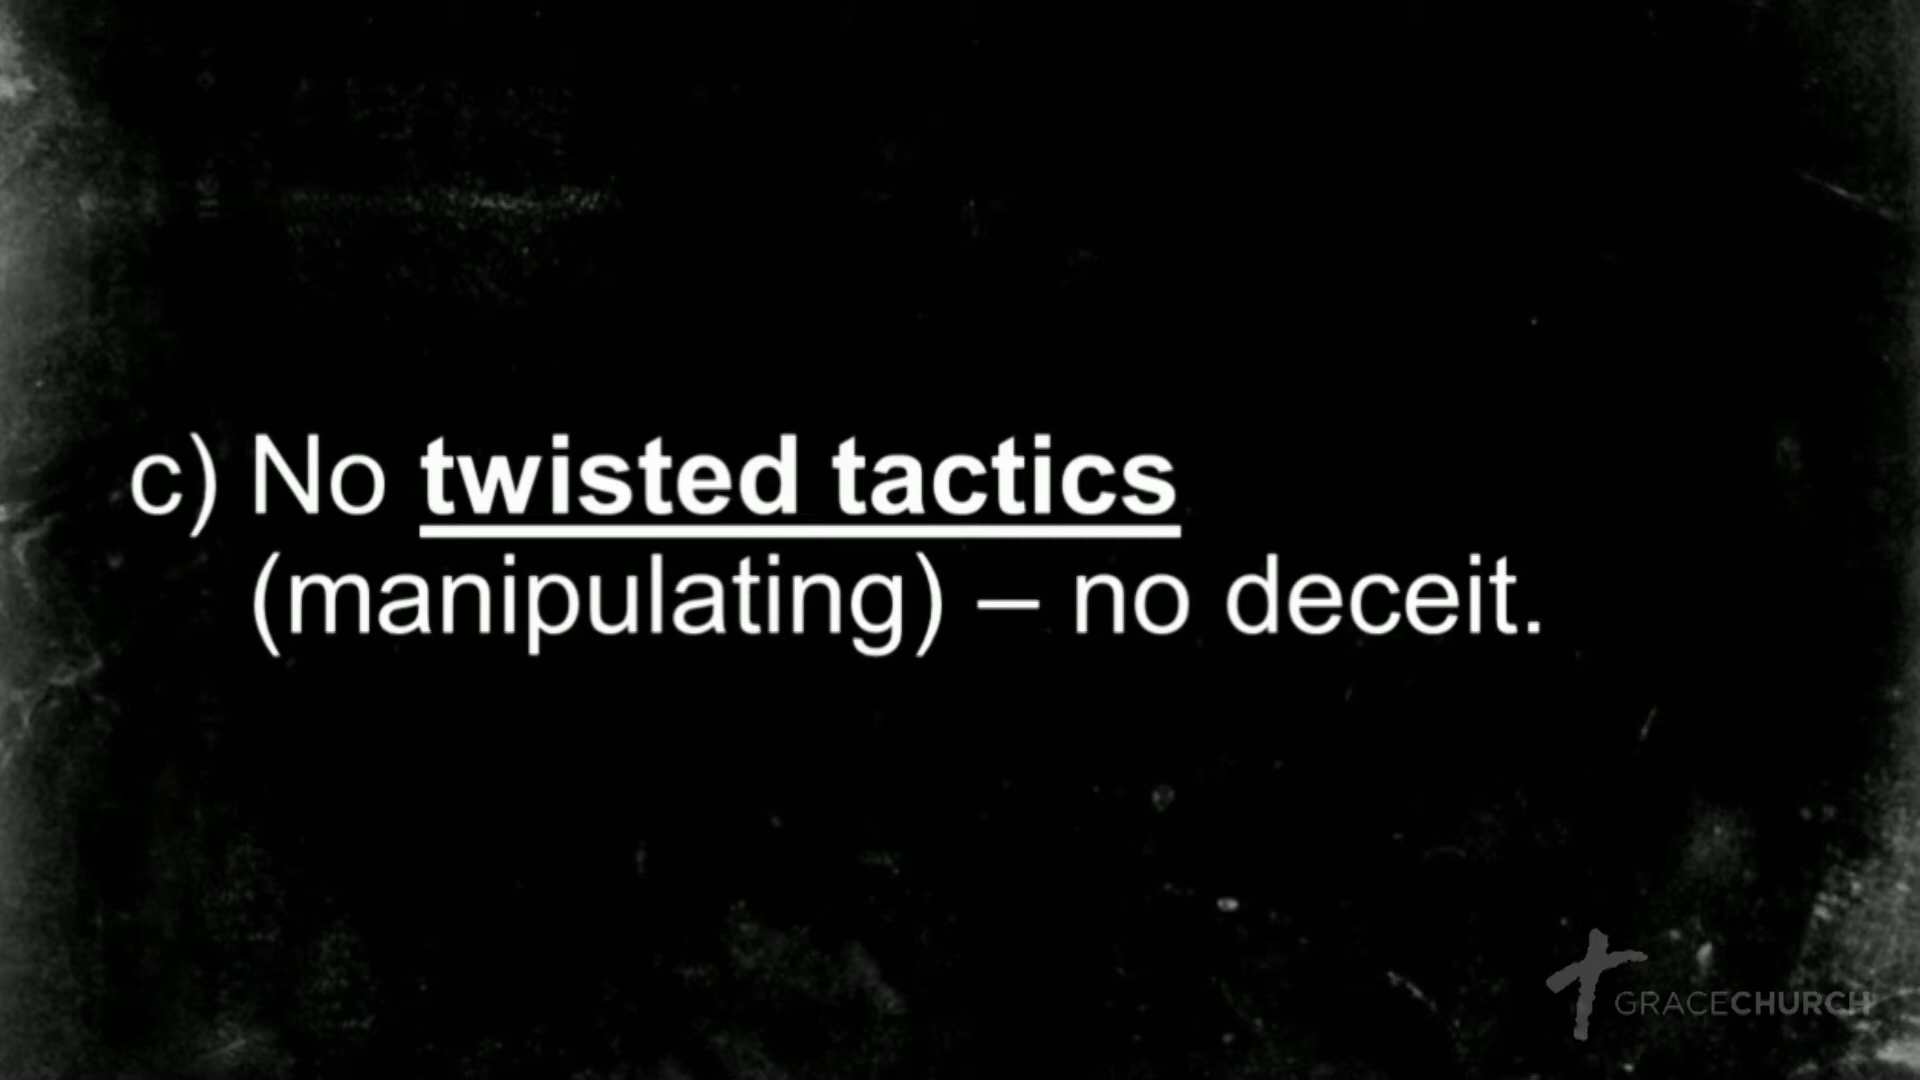 c) No twisted tactics
(manipulating) – no deceit.
GRACECHURCH